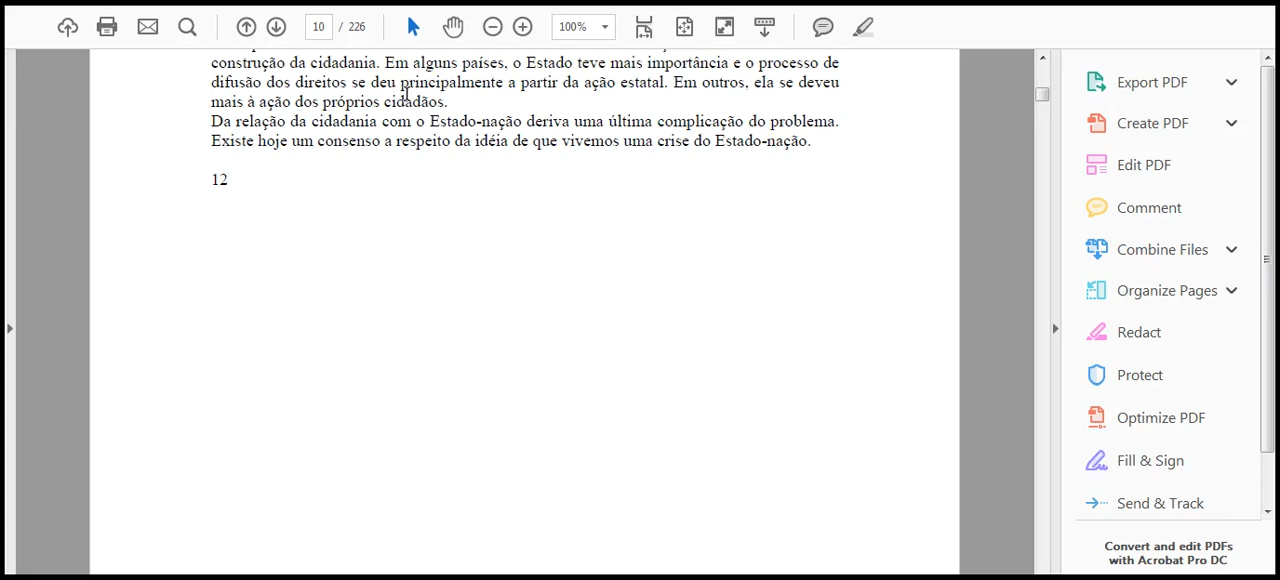 10 / 226
100%
construção da cidadania. Em alguns países, o Estado teve mais importância e o processo de
difusão dos direitos se deu principalmente a partir da ação estatal. Em outros, ela se deveu
mais à ação dos próprios cidadãos.
Da relação da cidadania com o Estado-nação deriva uma última complicação do problema.
Existe hoje um consenso a respeito da idéia de que vivemos uma crise do Estado-nação.
12
Export PDF
Create PDF
Edit PDF
Comment
Combine Files
Organize Pages
Redact
Protect
Optimize PDF
Fill & Sign
Send & Track
Convert and edit PDFs
with Acrobat Pro DC